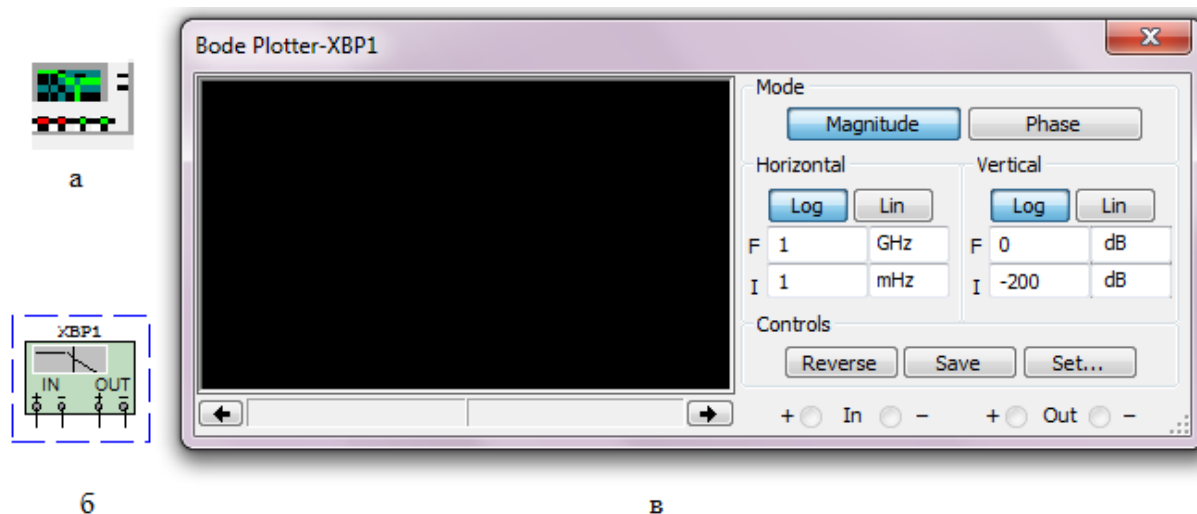 Bode Plotter-XBP1
x
Mode
Magnitude Phase
Horizontal Vertical
Log Lin Log Lin
F 1 GHz F 0 dB
I 1 mHz I -200 dB
Controls
Reverse Save Set...
+ In - + Out -
а
XBP1
IN OUT
+ - + -
б
в